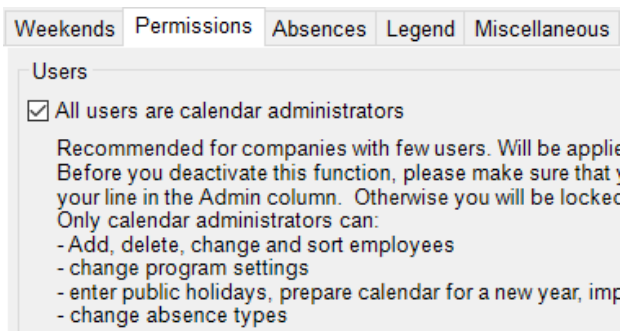 Weekends Permissions Absences Legend Miscellaneous
Users
All users are calendar administrators
Recommended for companies with few users. Will be
Before you deactivate this function, please make sure that
your line in the Admin column. Otherwise you will be locked
Only calendar administrators can:
- Add, delete, change and sort employees
- change program settings
- enter public holidays, prepare calendar for a new year,
- change absence types